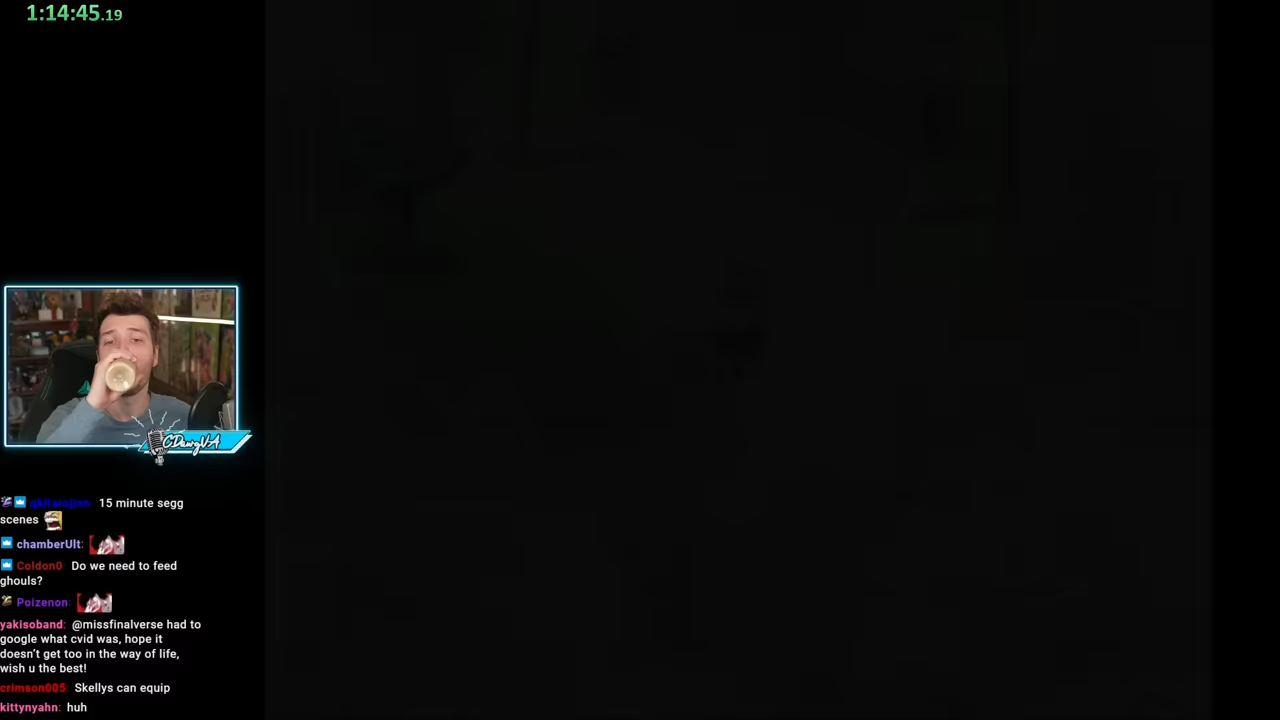 1:14:45.19
CDawgVA
15 minute segg
scenes
chamberUlt:
Coldon0 Do we need to feed
ghouls?
Poizenon:
yakisoband: @missfinalverse had to
google what cvid was, hope it
doesn't get too in the way of life,
wish u the best!
crimson005 Skellys can equip
kittynyahn: huh